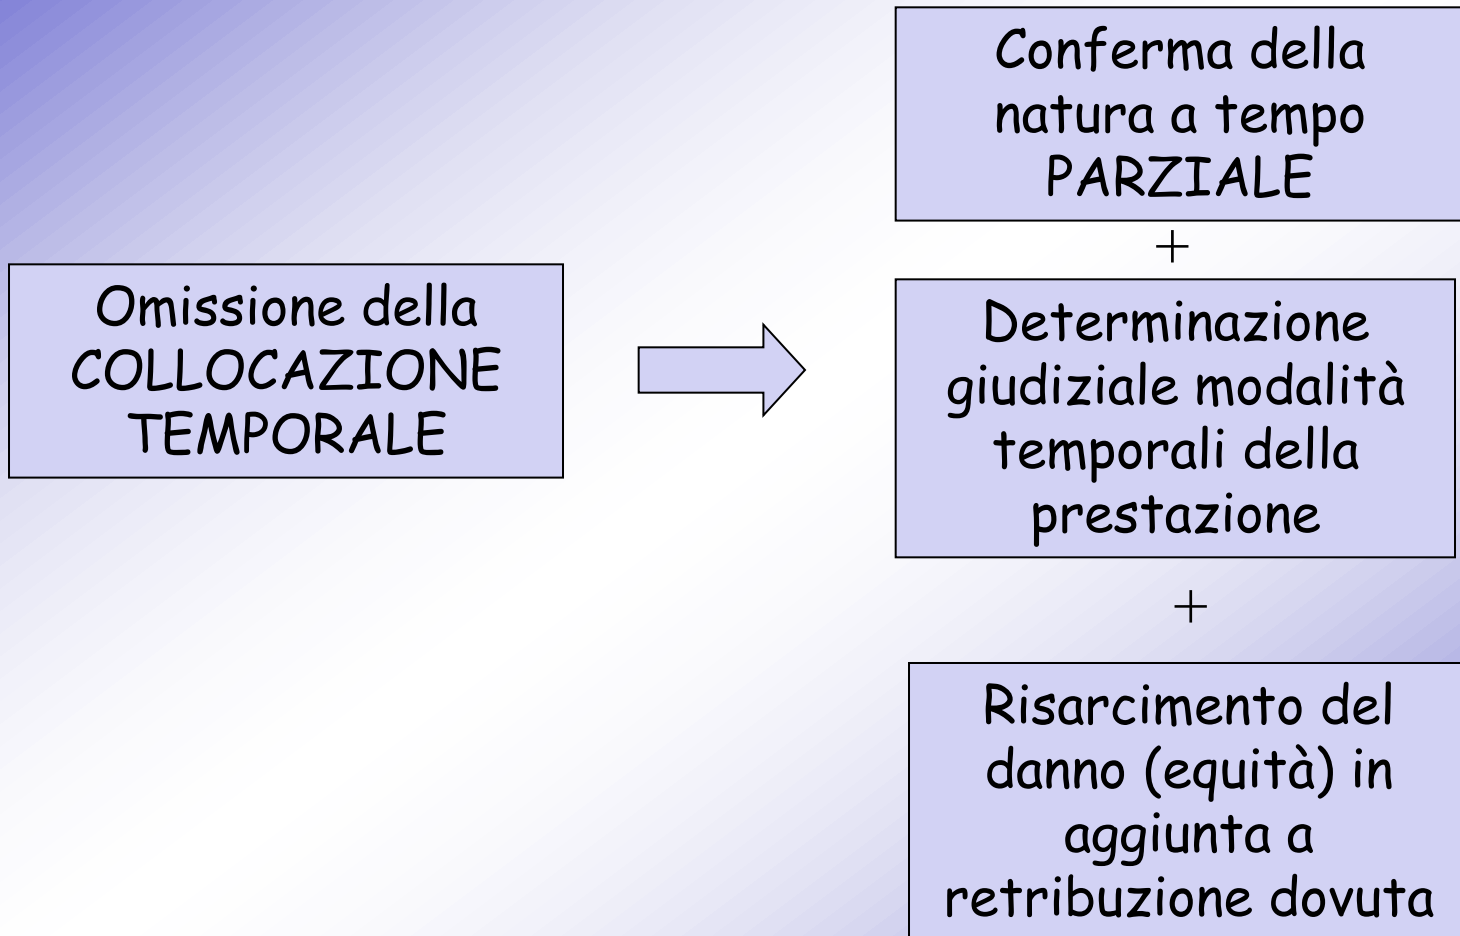 Omissione della
COLLOCAZIONE
TEMPORALE
Conferma della
natura a tempo
PARZIALE
+
Determinazione
giudiziale modalità
temporali della
prestazione
+
Risarcimento del
danno (equità) in
aggiunta a
retribuzione dovuta